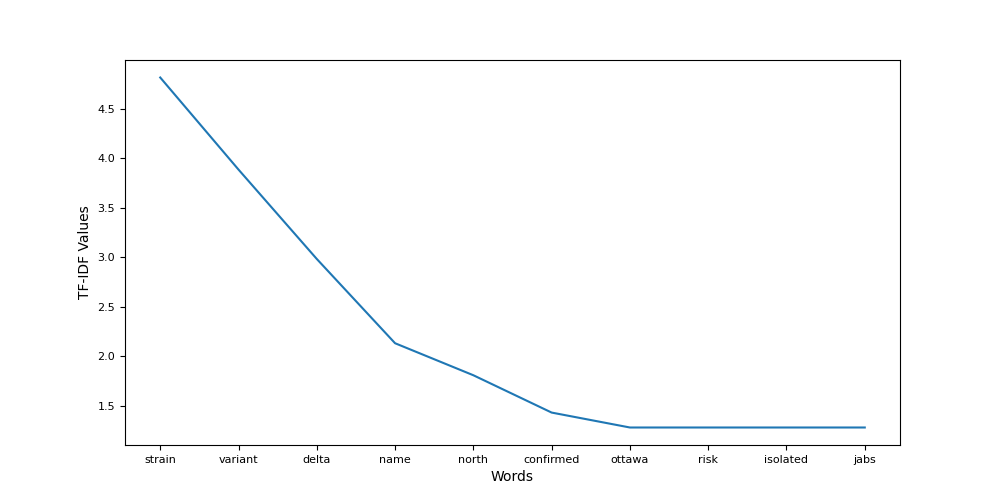 TF-IDF Values
4.5
4.0
3.5
3.0
2.5
2.0
1.5
strain variant delta name north confirmed ottawa risk isolated jabs
Words